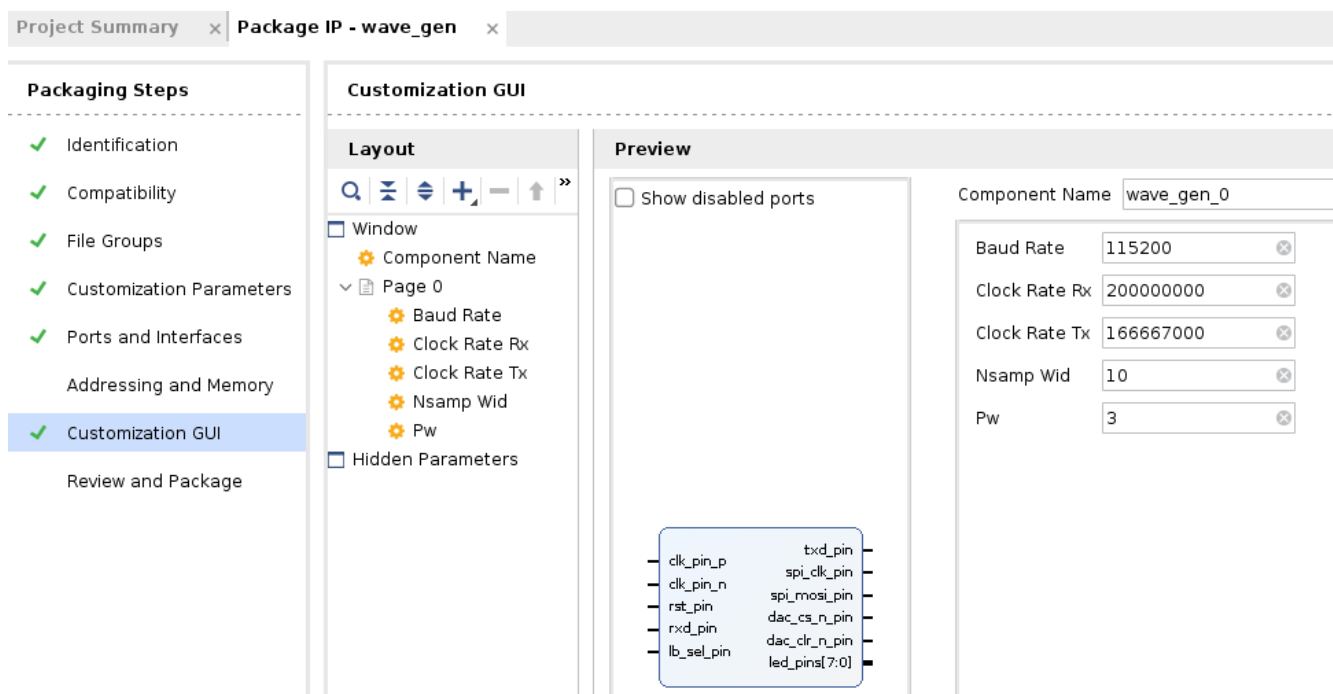 Project Summary
Package IP - wave_gen
Packaging Steps
Identification
Compatibility
File Groups
Customization Parameters
Ports and Interfaces
Addressing and Memory
Customization GUI
Review and Package
Customization GUI
Layout
Window
Component Name
Page 0
Baud Rate
Clock Rate Rx
Clock Rate Tx
Nsamp Wid
Pw
Hidden Parameters
Preview
Show disabled ports
clk_pin_p
clk_pin_n
rst_pin
rxd_pin
lb_sel_pin
txd_pin
spi_clk_pin
spi_mosi_pin
dac_cs_n_pin
dac_clr_n_pin
led_pins[7:0]
Component Name wave_gen_0
Baud Rate 115200
Clock Rate Rx 200000000
Clock Rate Tx 166667000
Nsamp Wid 10
Pw 3